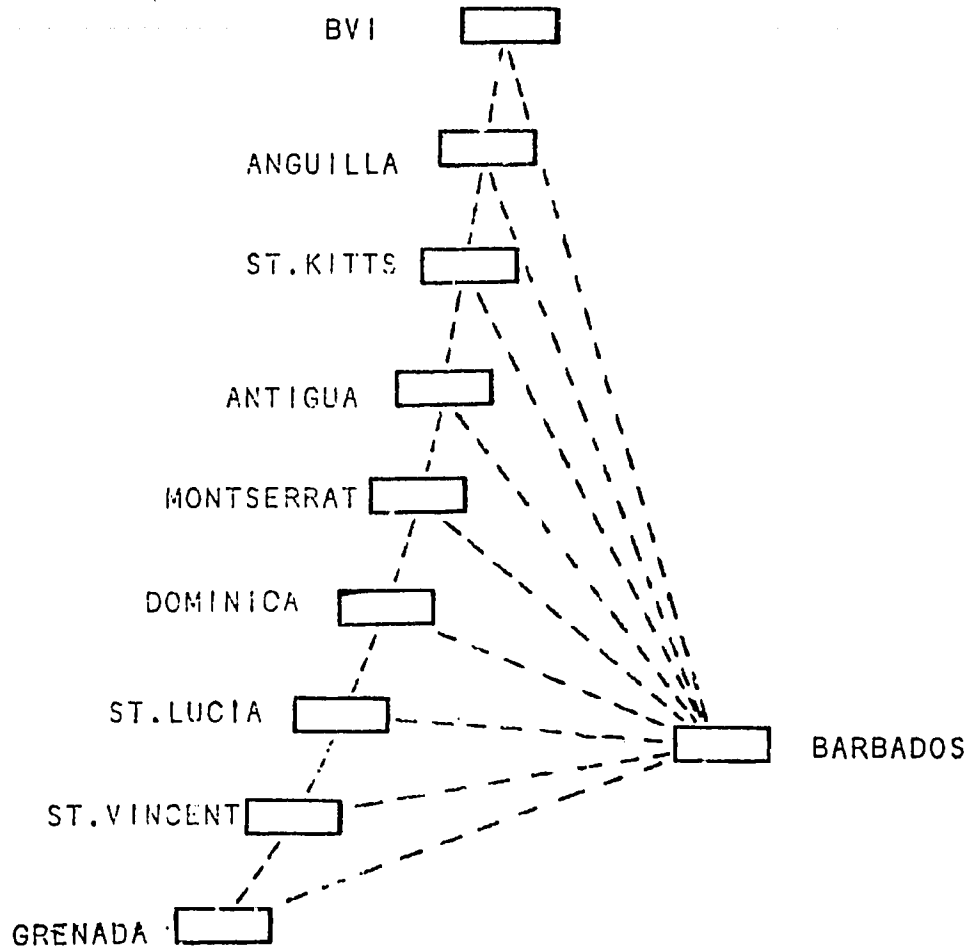 BVI
ANGUILLA
ST.KITTS
ANTIGUA
MONTSERRAT
DOMINICA
ST.LUCIA
BARBADOS
ST.VINCENT
GRENADA